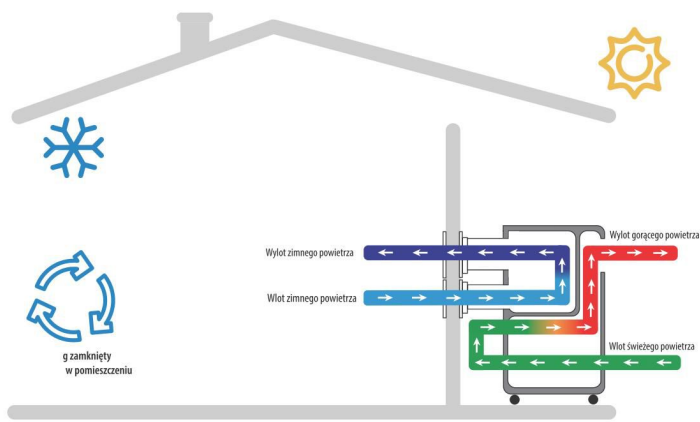 Wylot zimnego powietrza
Wylot gorącego powietrza
Wlot zimnego powietrza
Wlot świeżego powietrza
g zamknięty
w pomieszczeniu